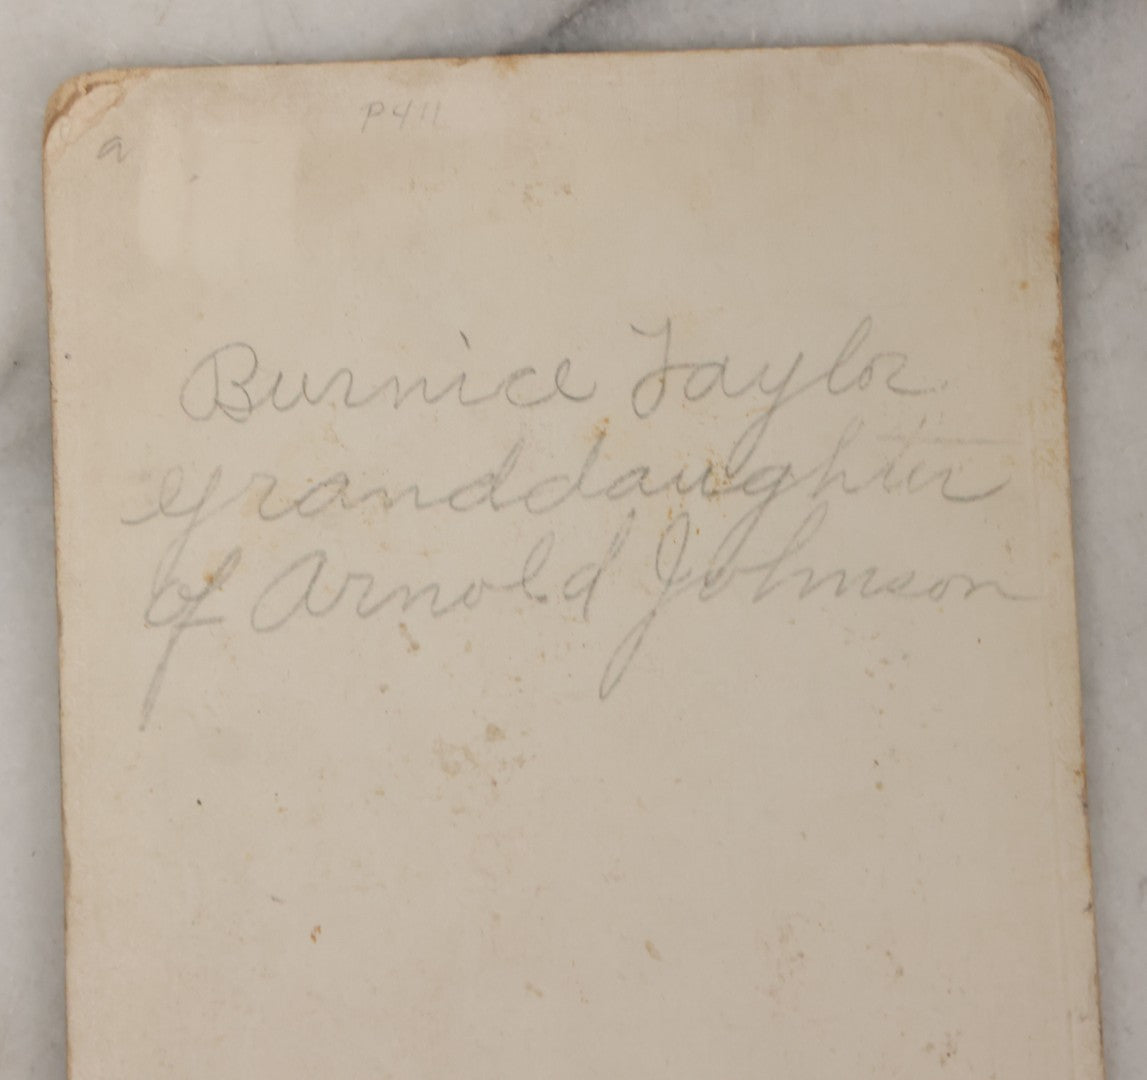 P411
a
Burnice Taylor
granddaughter
of Arnold Johnson